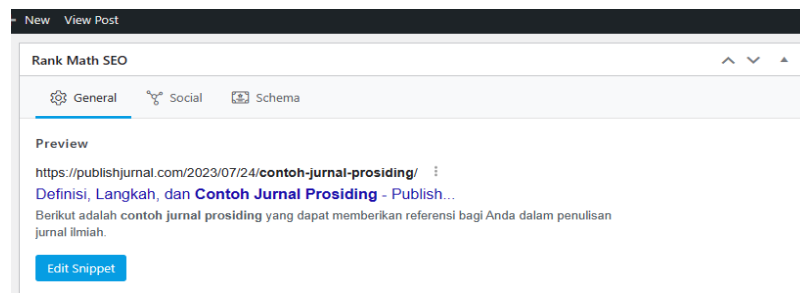 New View Post
Rank Math SEO
General Social Schema
Preview
https://publishjurnal.com/2023/07/24/contoh-jurnal-prosiding/
Definisi, Langkah, dan Contoh Jurnal Prosiding - Publish...
Berikut adalah contoh jurnal prosiding yang dapat memberikan referensi bagi Anda dalam penulisan
jurnal ilmiah.
Edit Snippet